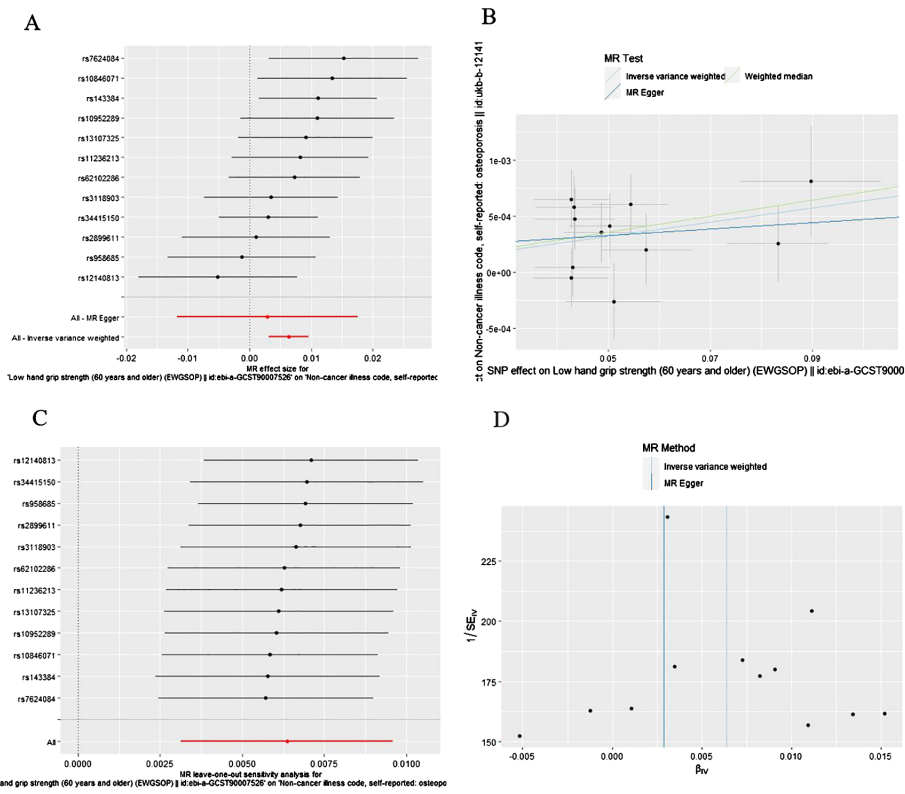 A
rs7624084
rs10846071
rs143384
rs10952289
rs13107325
rs11236213
rs62102286
rs3118903
rs34415150
rs2899611
rs958685
rs12140813
All - MR Egger
All - Inverse variance weighted
-0.02 -0.01 0.00 0.01 0.02
MR effect size for
'Low hand grip strength (60 years and older) (EWGSOP) || id:ebi-a-GCST90007526' on 'Non-cancer illness code, self-reported
B
MR Test
Inverse variance weighted Weighted median
MR Egger
ct on Non-cancer illness code, self-reported: osteoporosis || id:ukb-b-12141
1e-03
5e-04
0e+00
-5e-04
0.05 0.07 0.09
SNP effect on Low hand grip strength (60 years and older) (EWGSOP) || id:ebi-a-GCST9000
C
rs12140813
rs34415150
rs958685
rs2899611
rs3118903
rs62102286
rs11236213
rs13107325
rs10952289
rs10846071
rs143384
rs7624084
All
0.0000 0.0025 0.0050 0.0075 0.0100
MR leave-one-out sensitivity analysis for
and grip strength (60 years and older) (EWGSOP) || id:ebi-a-GCST90007526' on 'Non-cancer illness code, self-reported: osteopo
D
MR Method
Inverse variance weighted
MR Egger
1/SEIV
225
200
175
150
-0.005 0.000 0.005 0.010 0.015
βIV